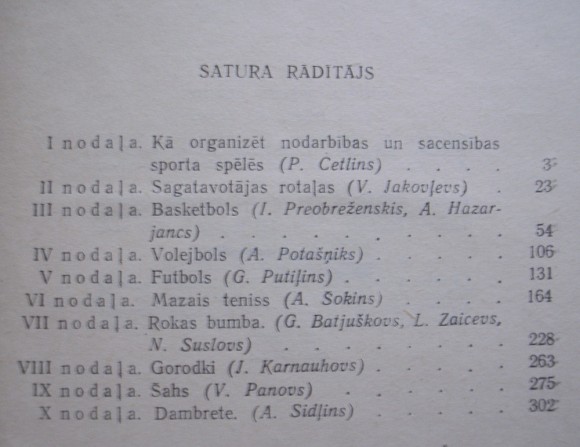 SATURA RĀDĪTĀJS
I nodaļa. Kā organizēt nodarbības un sacensības
sporta spēlēs (P. Cetlins) . . . . 3
II nodaļa. Sagatavotājas rotaļas (V. Jakovļevs) . 23
III nodaļa. Basketbols (I. Preobreženskis, A. Hazar-
jancs) . . . . . . . . . . 54
IV nodaļa. Volejbols (A. Potašņiks) . . . . 106
V nodaļa. Futbols (G. Putiļins) . . . . . 131
VI nodaļa. Mazais teniss (A. Sokins) . . . . 164
VII nodaļa. Rokas bumba. (G. Batjuškovs, L. Zaicevs,
N. Suslovs) . . . . . . . . 228
VIII nodaļa. Gorodki (J. Karnauhovs) . . . . 263
IX nodaļa. Šahs (V. Panovs) . . . . . . 275
X nodaļa. Dambrete. (A. Sidļins) . . . . 302